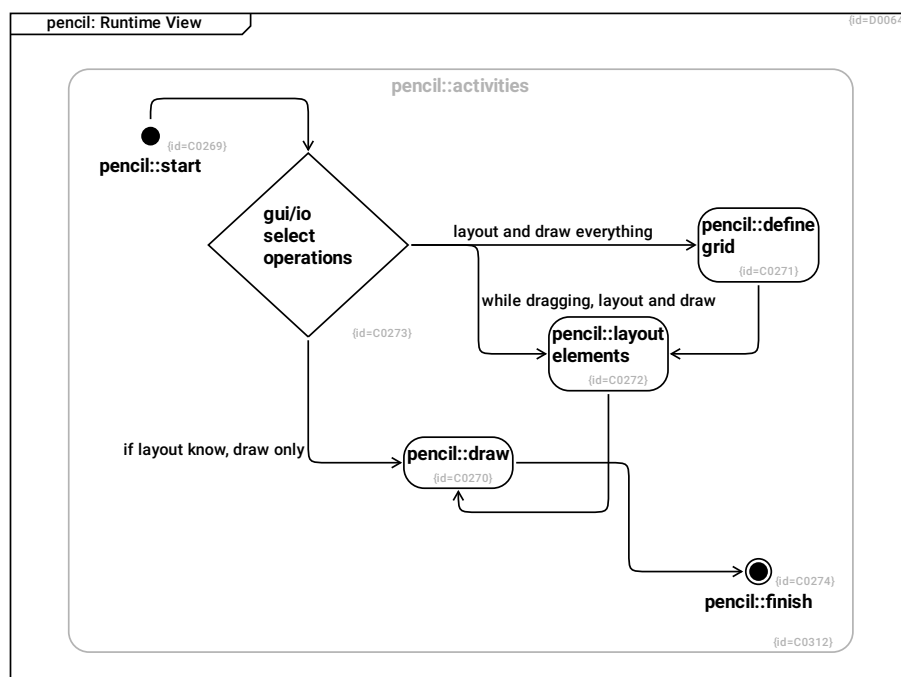 pencil: Runtime View
{id=D0064
pencil::activities
{id=C0269}
pencil::start
gui/io
select
operations
{id=C0273}
layout and draw everything
pencil::define
grid
{id=C0271}
while dragging, layout and draw
pencil::layout
elements
{id=C0272}
if layout know, draw only
pencil::draw
{id=C0270}
{id=C0274}
pencil::finish
{id=C0312}